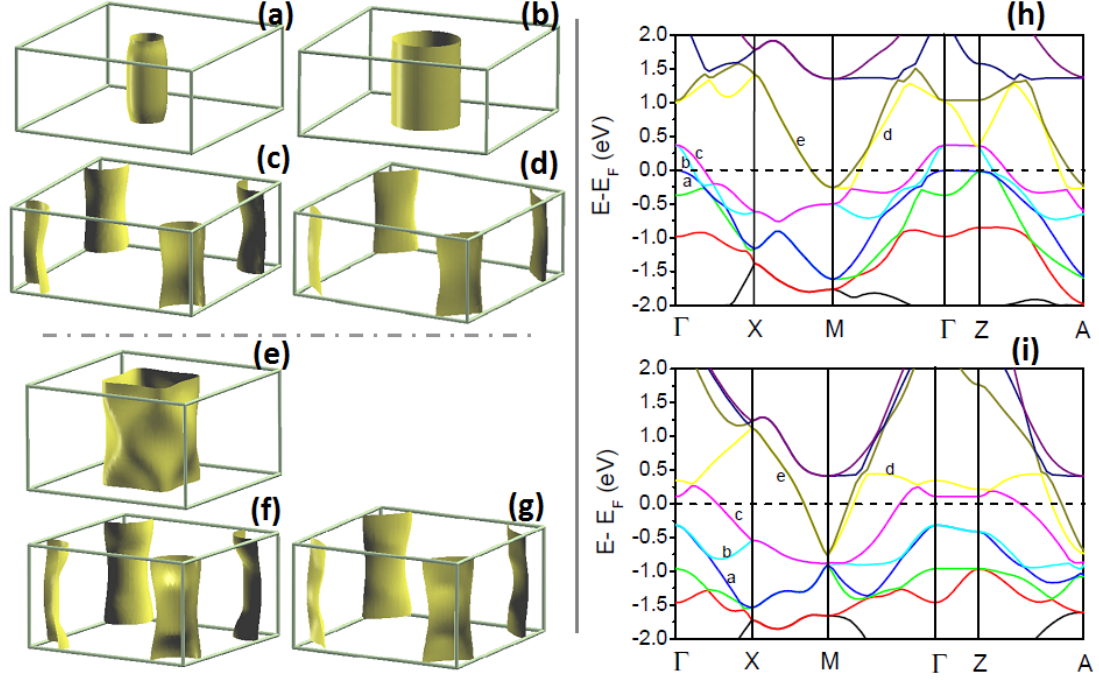 (a)
(b)
(c)
(d)
(e)
(f)
(g)
(h)
E-E_F (eV)
2.0
1.5
1.0
0.5
0.0
-0.5
-1.0
-1.5
-2.0
c
b
a
e
d
Γ X M Γ Z A
(i)
E- E_F (eV)
2.0
1.5
1.0
0.5
0.0
-0.5
-1.0
-1.5
-2.0
e
d
c
b
a
Γ X M Γ Z A